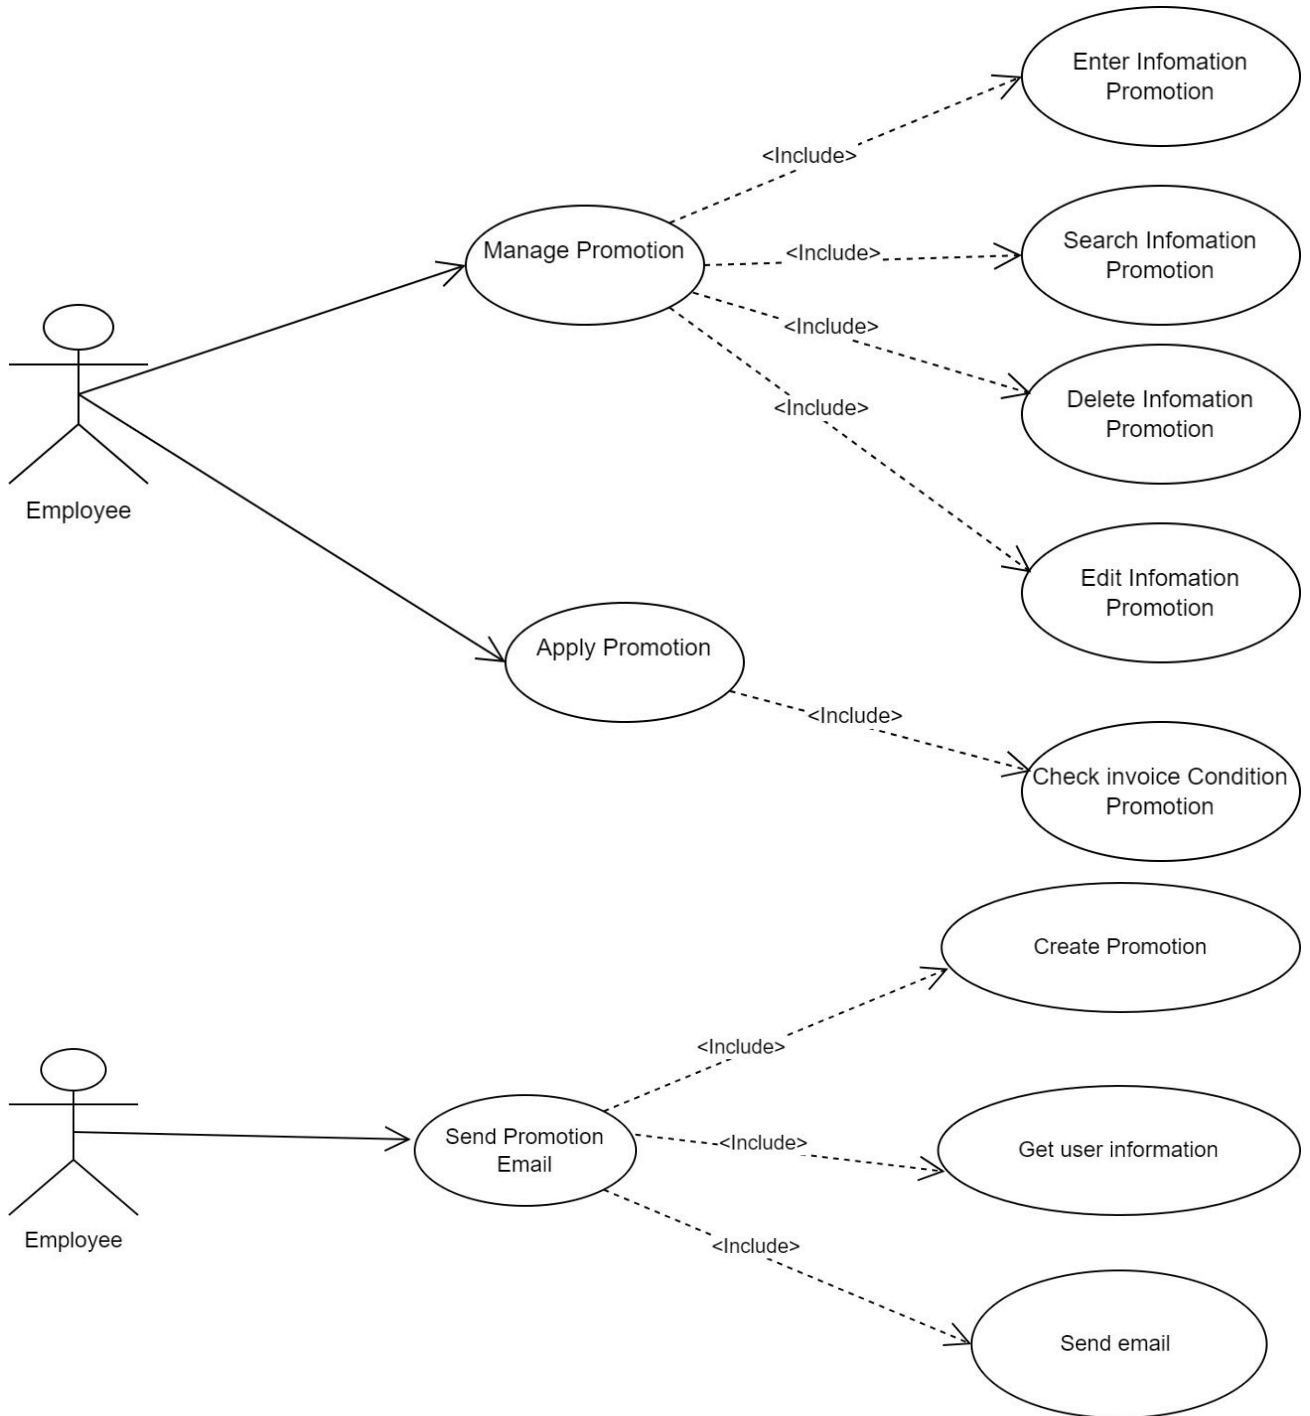 Enter Infomation
Promotion
<Include>
Search Infomation
Promotion
Manage Promotion
<Include>
<Include>
Delete Infomation
Promotion
<Include>
Employee
Edit Infomation
Promotion
Apply Promotion
<Include>
Check invoice Condition
Promotion
Create Promotion
<Include>
Send Promotion
Email
<Include>
Get user information
Employee
<Include>
Send email